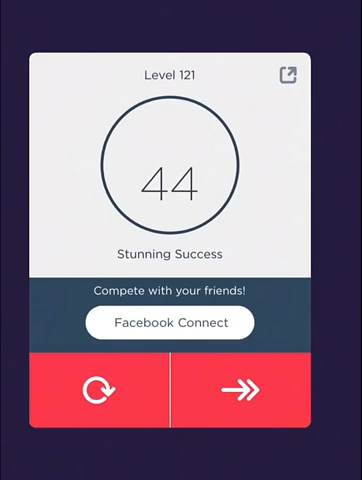 Level 121
44
Stunning Success
Compete with your friends!
Facebook Connect